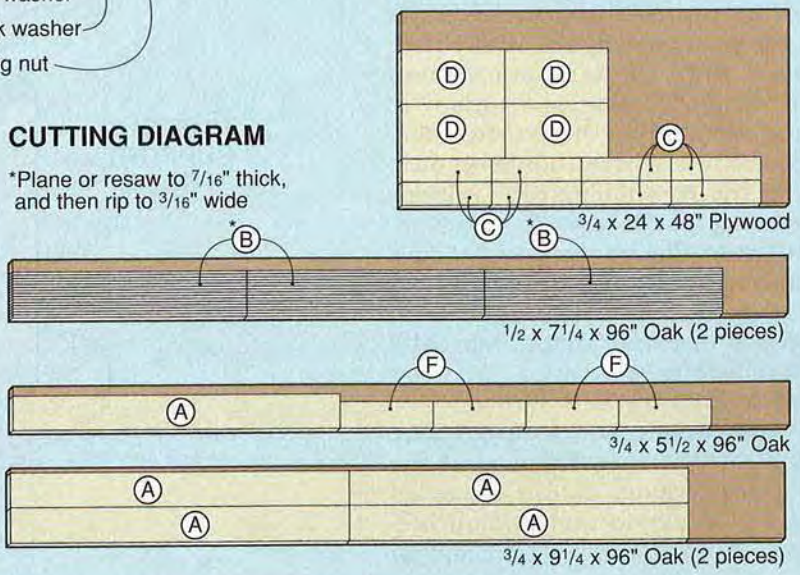 k washer
g nut
CUTTING DIAGRAM
*Plane or resaw to 7/16" thick,
and then rip to 3/16" wide
D D
D D
C
C
3/4 x 24 x 48" Plywood
*B *B
1/2 x 7 1/4 x 96" Oak (2 pieces)
F F
A
3/4 x 5 1/2 x 96" Oak
A A
A A
3/4 x 9 1/4 x 96" Oak (2 pieces)